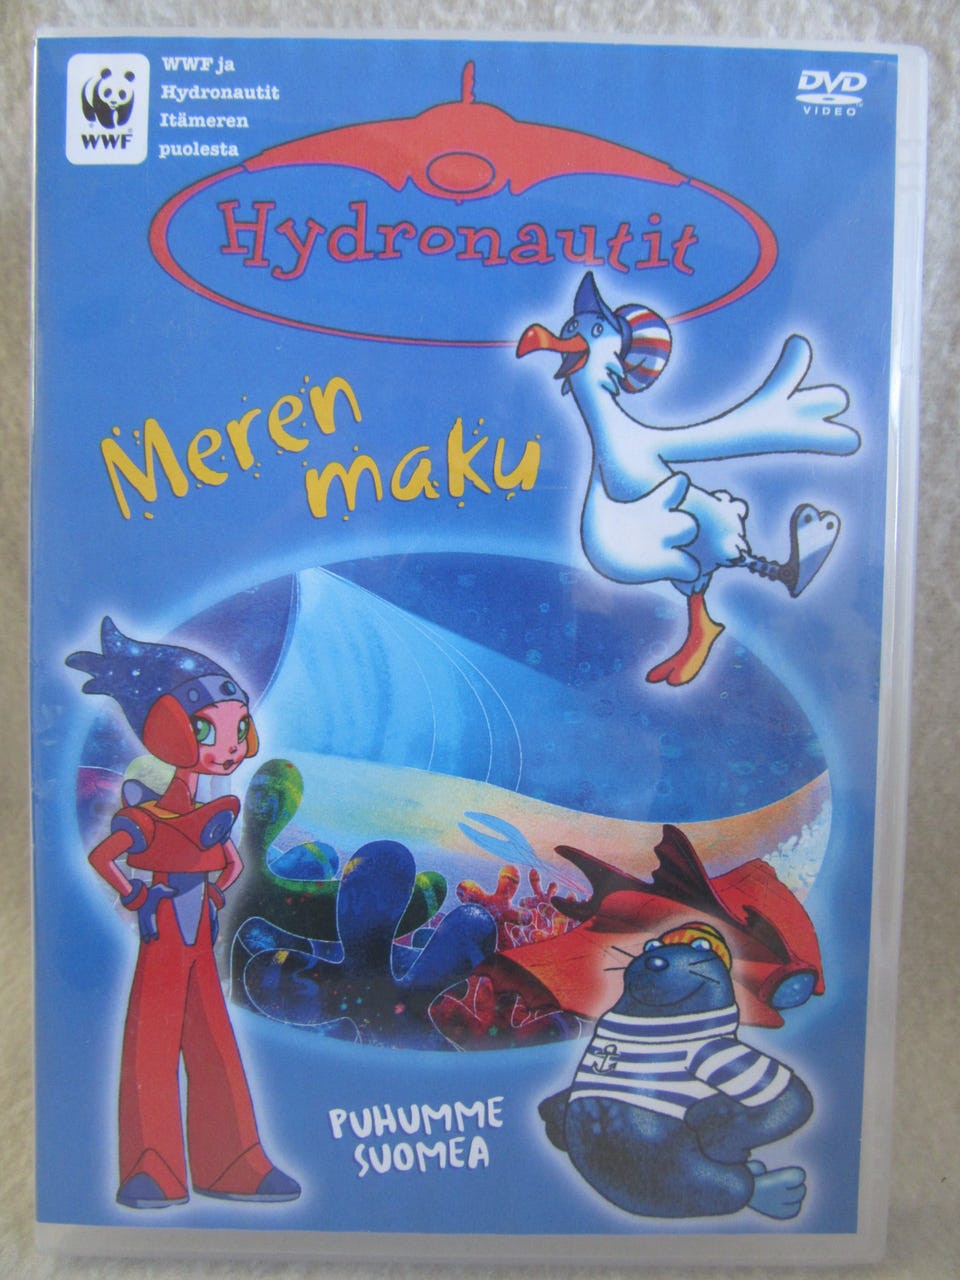 WWF ja
Hydronautit
Itämeren
puolesta
WWF
DVD
VIDEO
Hydronautit
Meren
maku
PUHUMME
SUOMEA